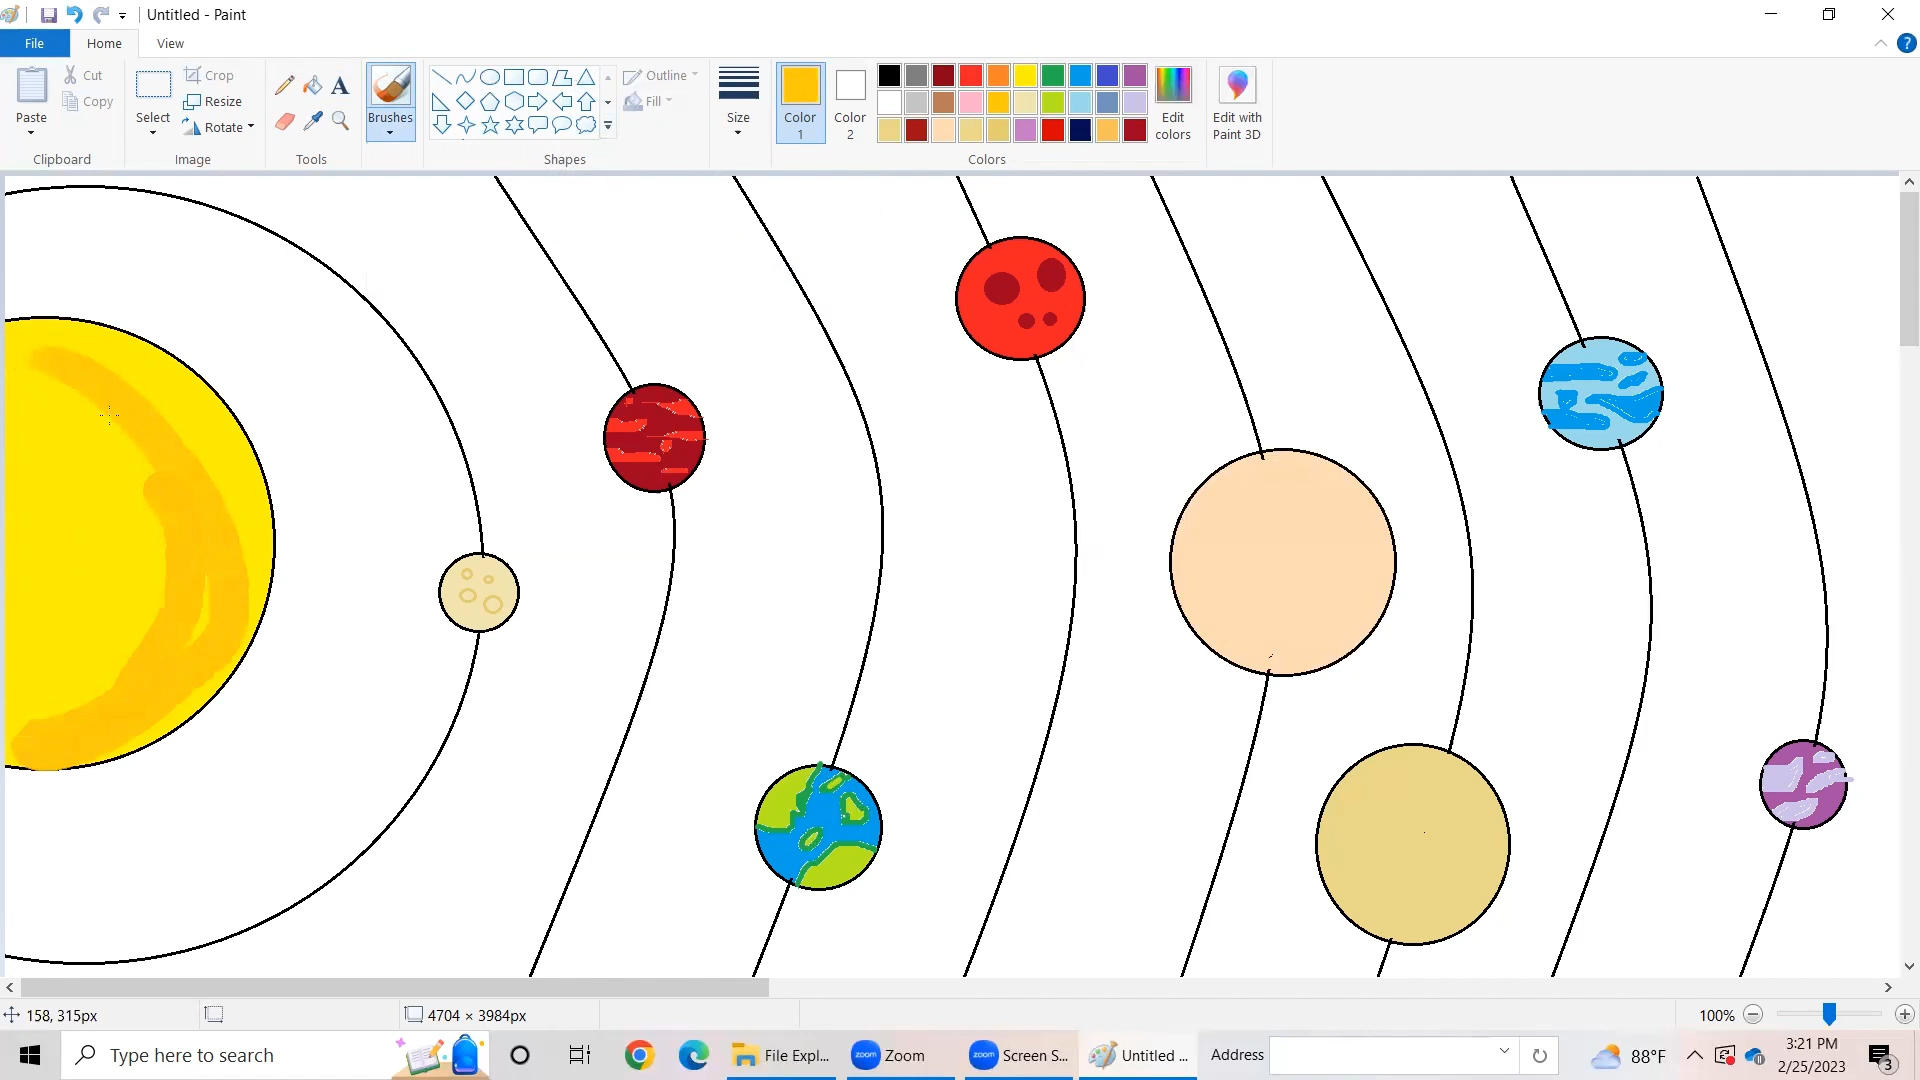 Untitled - Paint
File Home View
Paste
Cut
Copy
Clipboard
Select
Crop
Resize
Rotate
Image
A
Tools
Brushes
Outline
Fill
Shapes
Size
Color 1
Color 2
Colors
Edit colors
Edit with Paint 3D
158, 315px
4704 × 3984px
100%
Type here to search
File Expl...
zoom Zoom
zoom Screen S...
Untitled ...
Address
88°F
3:21 PM
2/25/2023
3